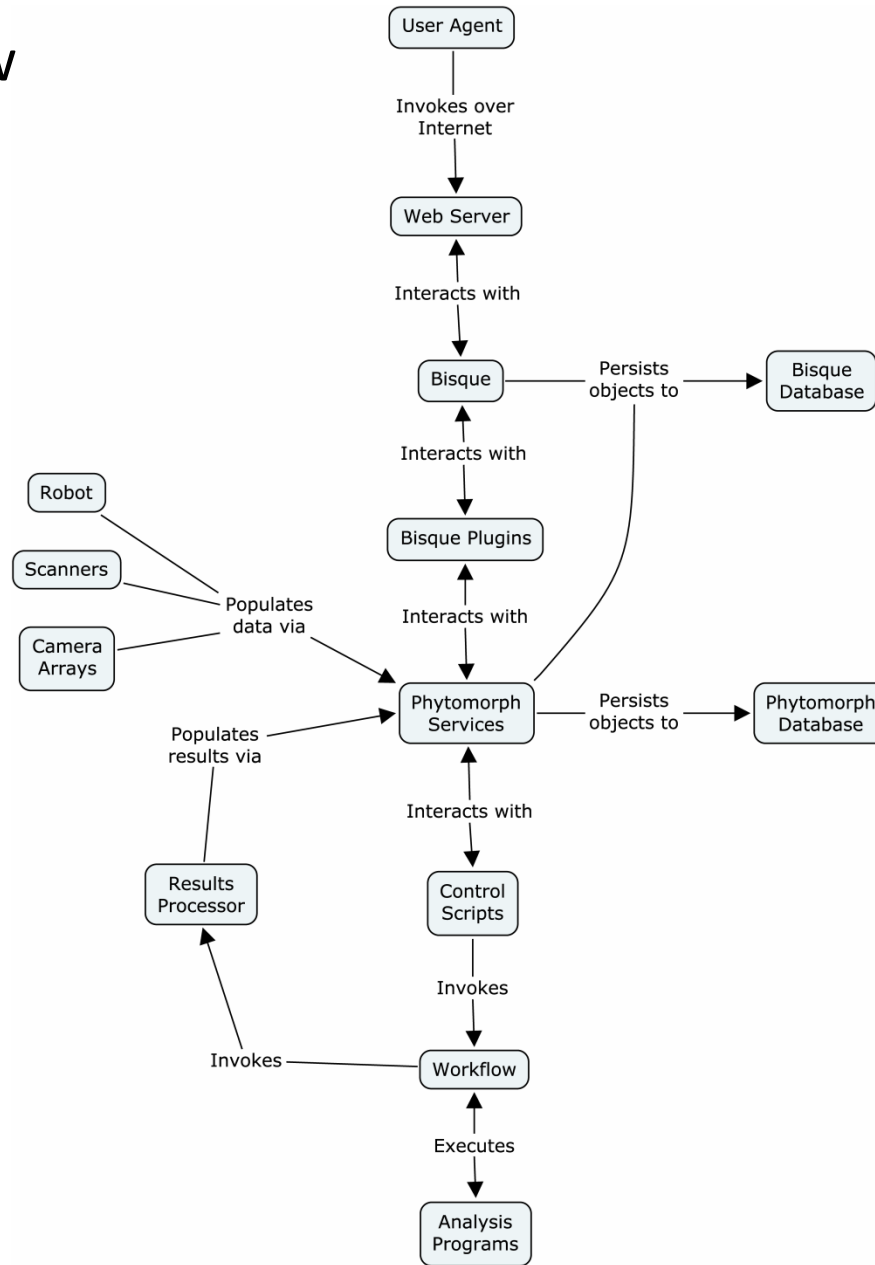 User Agent
w
Invokes over
Internet
Web Server
Interacts with
Bisque
Persists
objects to
Bisque
Database
Interacts with
Robot
Bisque Plugins
Scanners
Populates
data via
Interacts with
Camera
Arrays
Phytomorph
Services
Persists
objects to
Phytomorph
Database
Populates
results via
Interacts with
Results
Processor
Control
Scripts
Invokes
Invokes
Workflow
Executes
Analysis
Programs